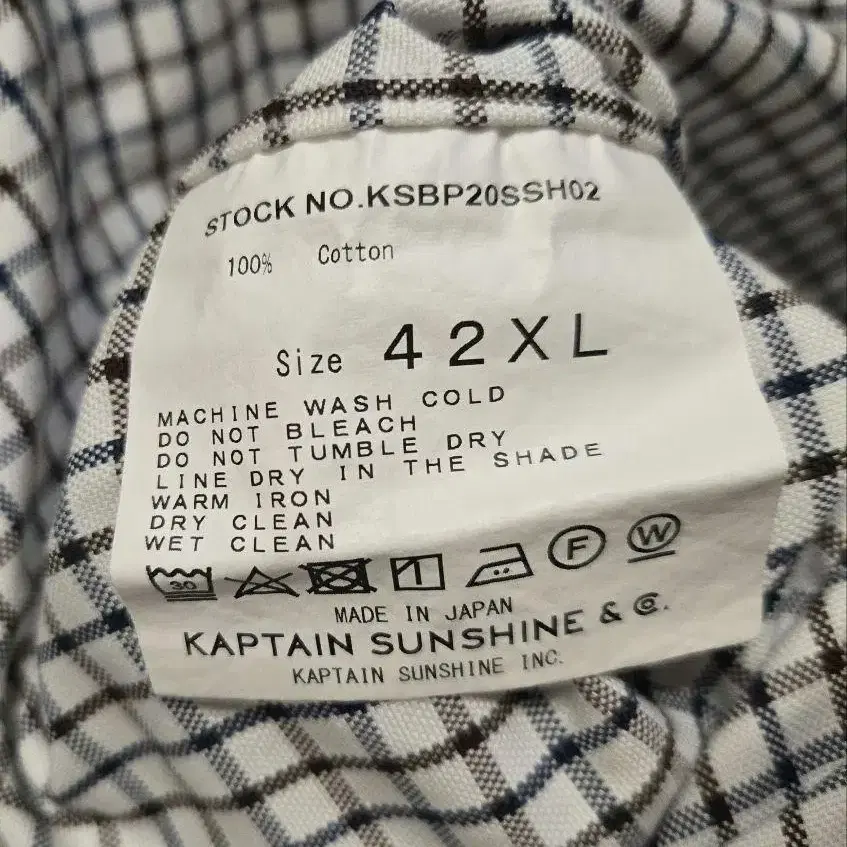 STOCK NO.KSBP20SSH02
100% Cotton
Size 42XL
MACHINE WASH COLD
DO NOT BLEACH
DO NOT TUMBLE DRY
LINE DRY IN THE SHADE
WARM IRON
DRY CLEAN
WET CLEAN
30 F W
MADE IN JAPAN
KAPTAIN SUNSHINE & Co.
KAPTAIN SUNSHINE INC.